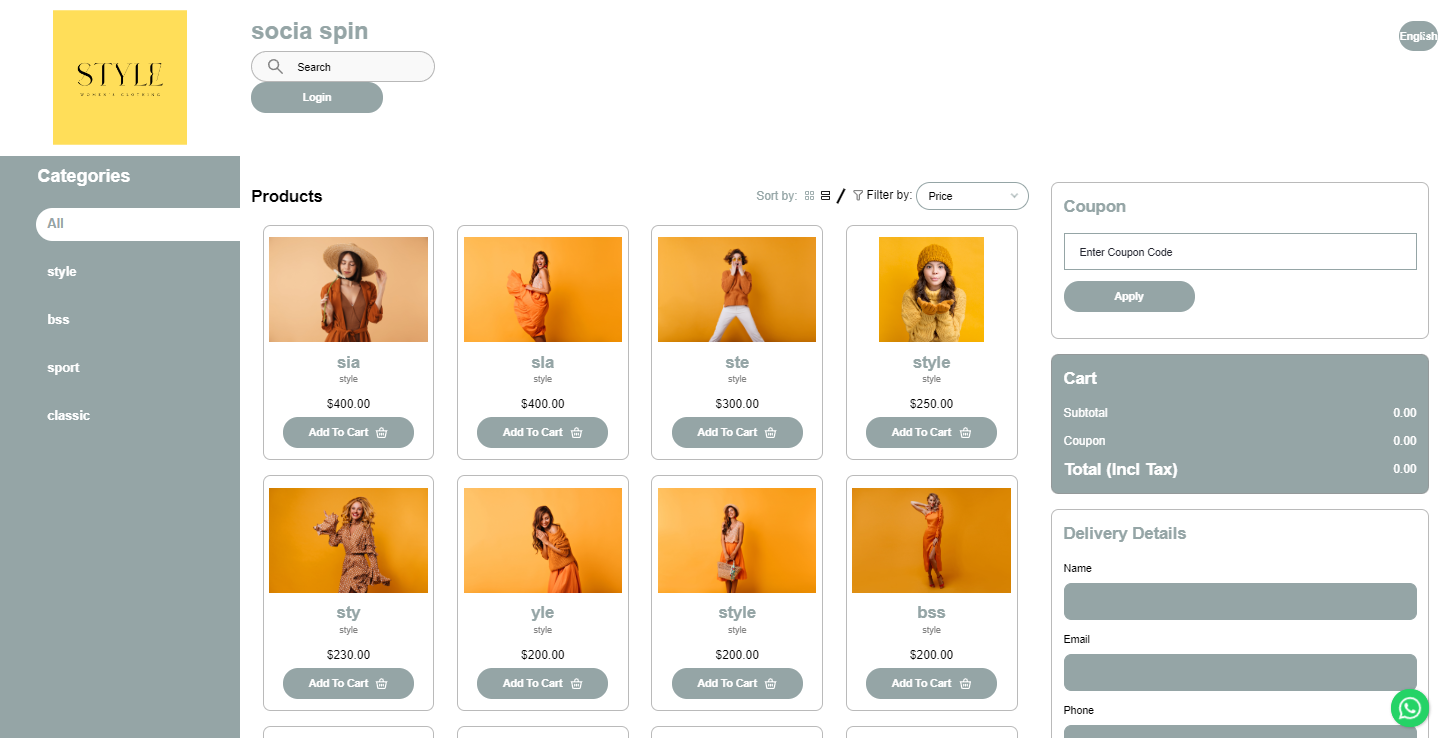 STYLE
WOMEN'S CLOTHING
socia spin
Search
Login
English
Categories
All
style
bss
sport
classic
Products
Sort by: / Filter by: Price
sia
style
$400.00
Add To Cart
sla
style
$400.00
Add To Cart
ste
style
$300.00
Add To Cart
style
style
$250.00
Add To Cart
sty
style
$230.00
Add To Cart
yle
style
$200.00
Add To Cart
style
style
$200.00
Add To Cart
bss
style
$200.00
Add To Cart
Coupon
Enter Coupon Code
Apply
Cart
Subtotal 0.00
Coupon 0.00
Total (Incl Tax) 0.00
Delivery Details
Name
Email
Phone